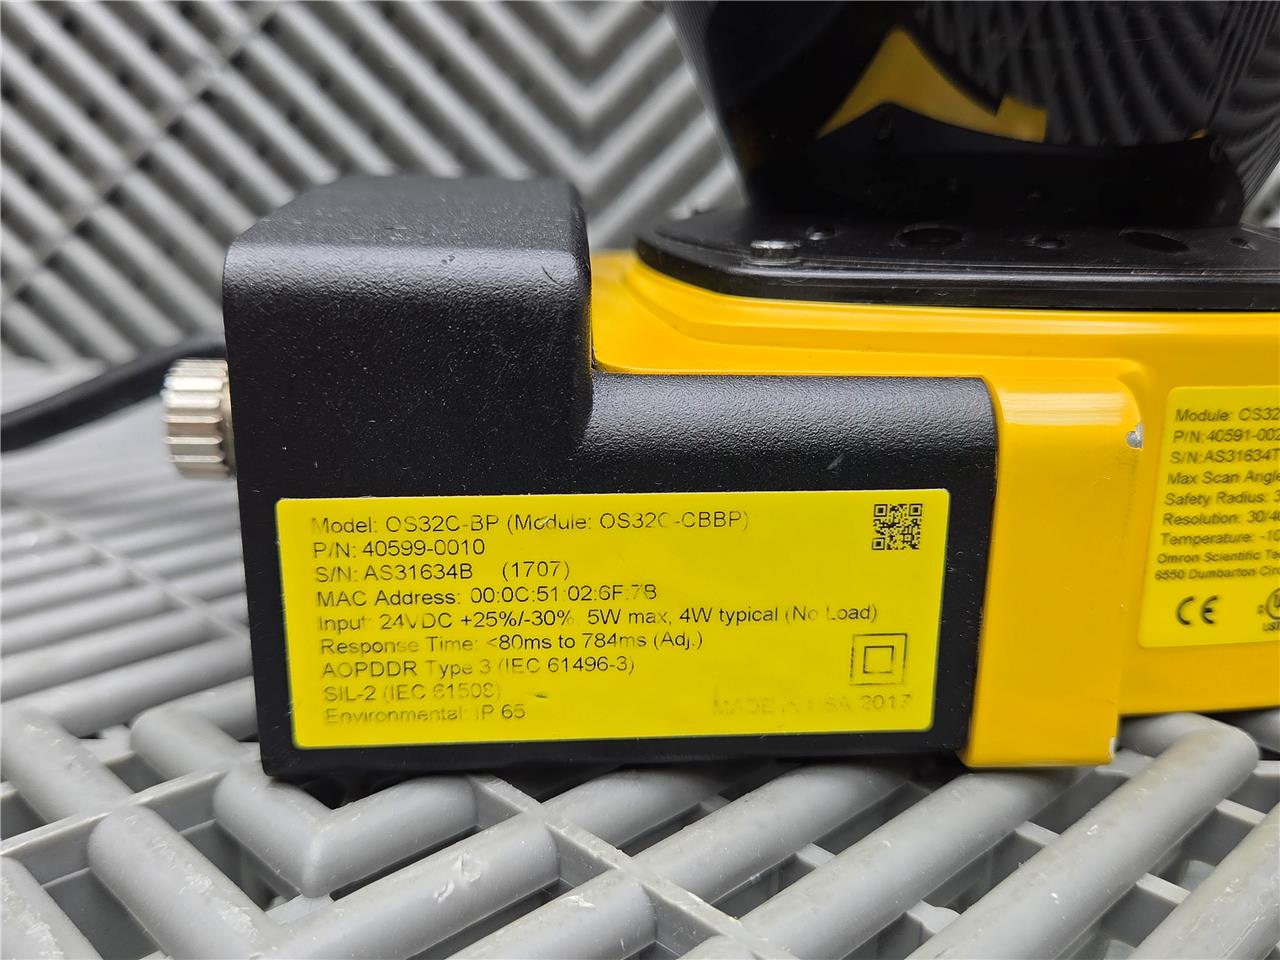 Model: OS32C-BP (Module: OS32C-CBBP)
P/N: 40599-0010
S/N: AS31634B (1707)
MAC Address: 00:0C:51:02:6F:7B
Input: 24VDC +25%/-30%, 5W max, 4W typical (No Load)
Response Time: <80ms to 784ms (Adj.)
AOPDDR Type 3 (IEC 61496-3)
SIL-2 (IEC 61508)
Environmental: IP 65
MADE IN USA 2017
Module: OS32
P/N: 40591-002
S/N: AS31634T
Max Scan Angle
Safety Radius: 3
Resolution: 30/4
Temperature: -10
Omron Scientific Te
6550 Dumbarton Circ
CE